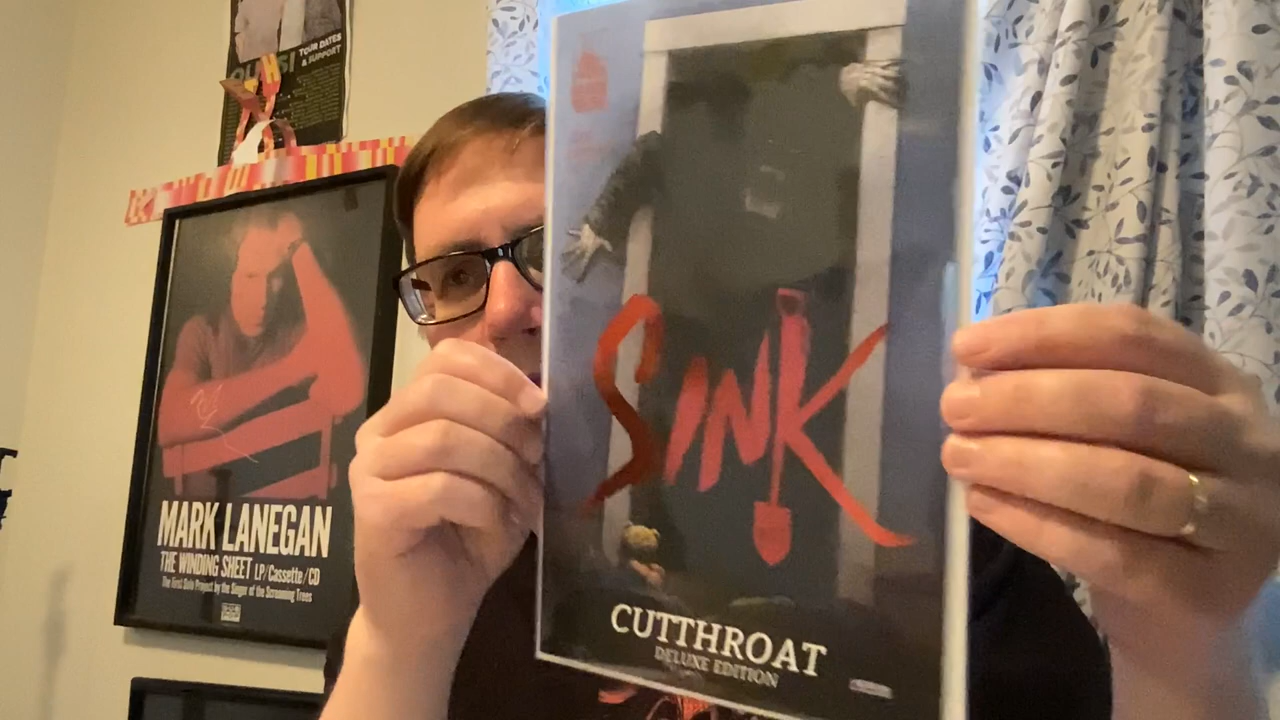 TOUR DATES
& SUPPORT
MARK LANEGAN
THE WINDING SHEET LP/Cassette/CD
The First Solo Project by the Singer of the Screaming Trees
SINK
CUTTHROAT
DELUXE EDITION